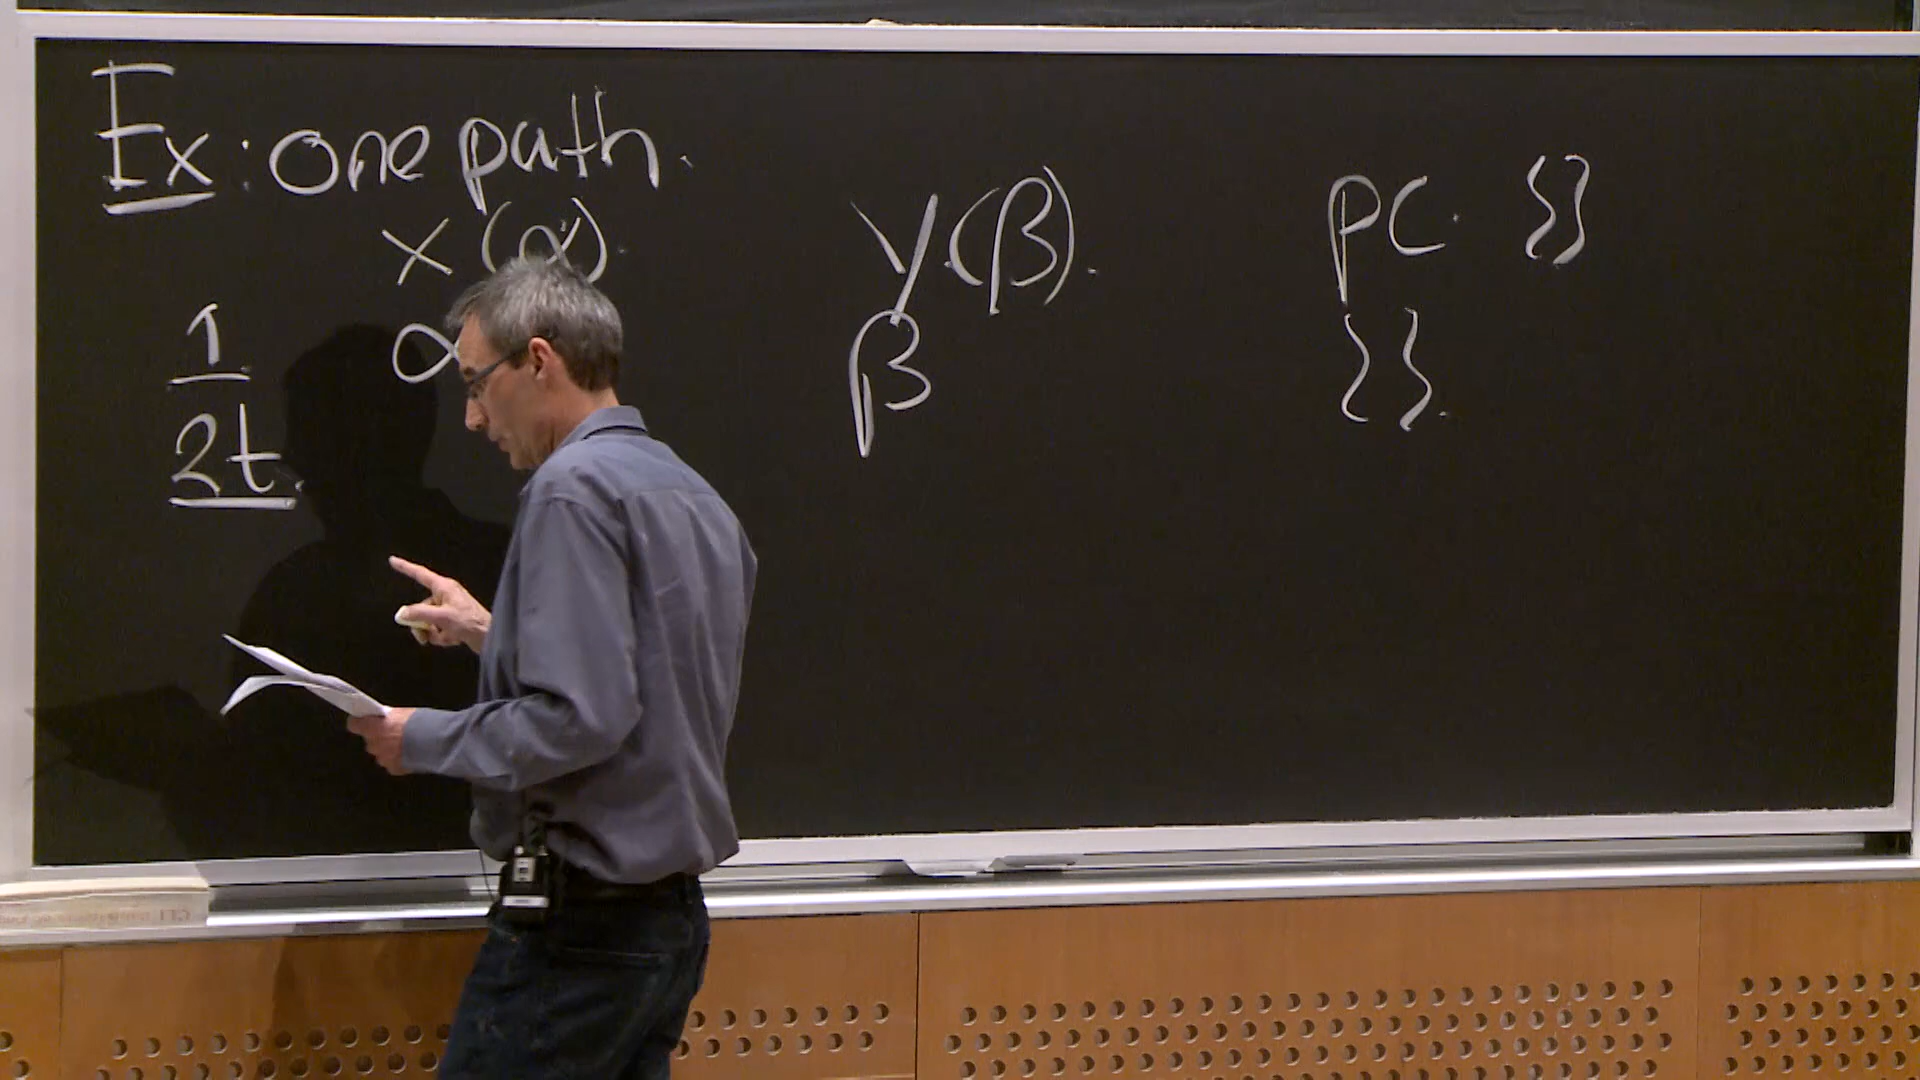 Ex: one path.
x (α). y (β). PC. {}
1 α β {}.
2t.